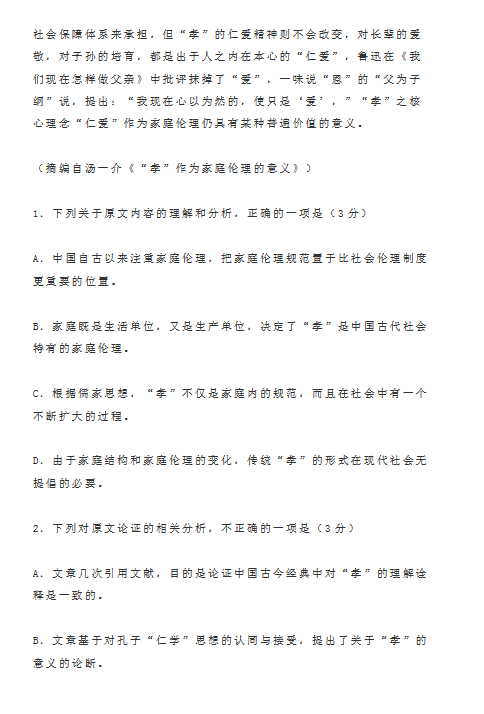 社会保障体系来承担，但“孝”的仁爱精神则不会改变，对长辈的爱
敬，对子孙的培育，都是出于人之内在本心的“仁爱”，鲁迅在《我
们现在怎样做父亲》中批评抹掉了“爱”，一味说“恩”的“父为子
纲”说，提出：“我现在心以为然的，使只是‘爱’，”“孝”之核
心理念“仁爱”作为家庭伦理仍具有某种普遍价值的意义。
（摘编自汤一介《“孝”作为家庭伦理的意义》）
1．下列关于原文内容的理解和分析，正确的一项是（3分）
A．中国自古以来注重家庭伦理，把家庭伦理规范置于比社会伦理制度
更重要的位置。
B．家庭既是生活单位，又是生产单位，决定了“孝”是中国古代社会
特有的家庭伦理。
C．根据儒家思想，“孝”不仅是家庭内的规范，而且在社会中有一个
不断扩大的过程。
D．由于家庭结构和家庭伦理的变化，传统“孝”的形式在现代社会无
提倡的必要。
2．下列对原文论证的相关分析，不正确的一项是（3分）
A．文章几次引用文献，目的是论证中国古今经典中对“孝”的理解诠
释是一致的。
B．文章基于对孔子“仁学”思想的认同与接受，提出了关于“孝”的
意义的论断。